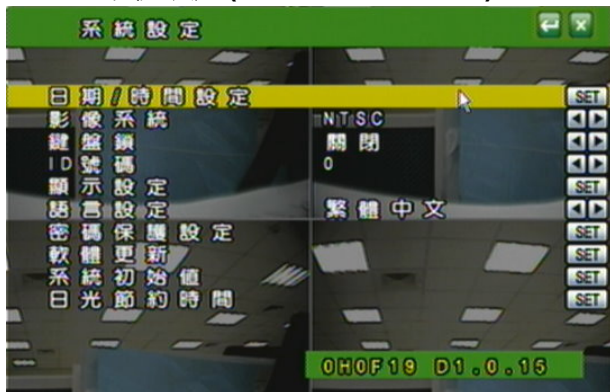 系統設定
日期/時間設定 SET
影像系統 NTSC
鍵盤鎖 關閉
ID號碼 0
顯示設定 SET
語言設定 繁體中文
密碼保護設定 SET
軟體更新 SET
系統初始值 SET
日光節約時間 SET
0H0F19 D1.0.15